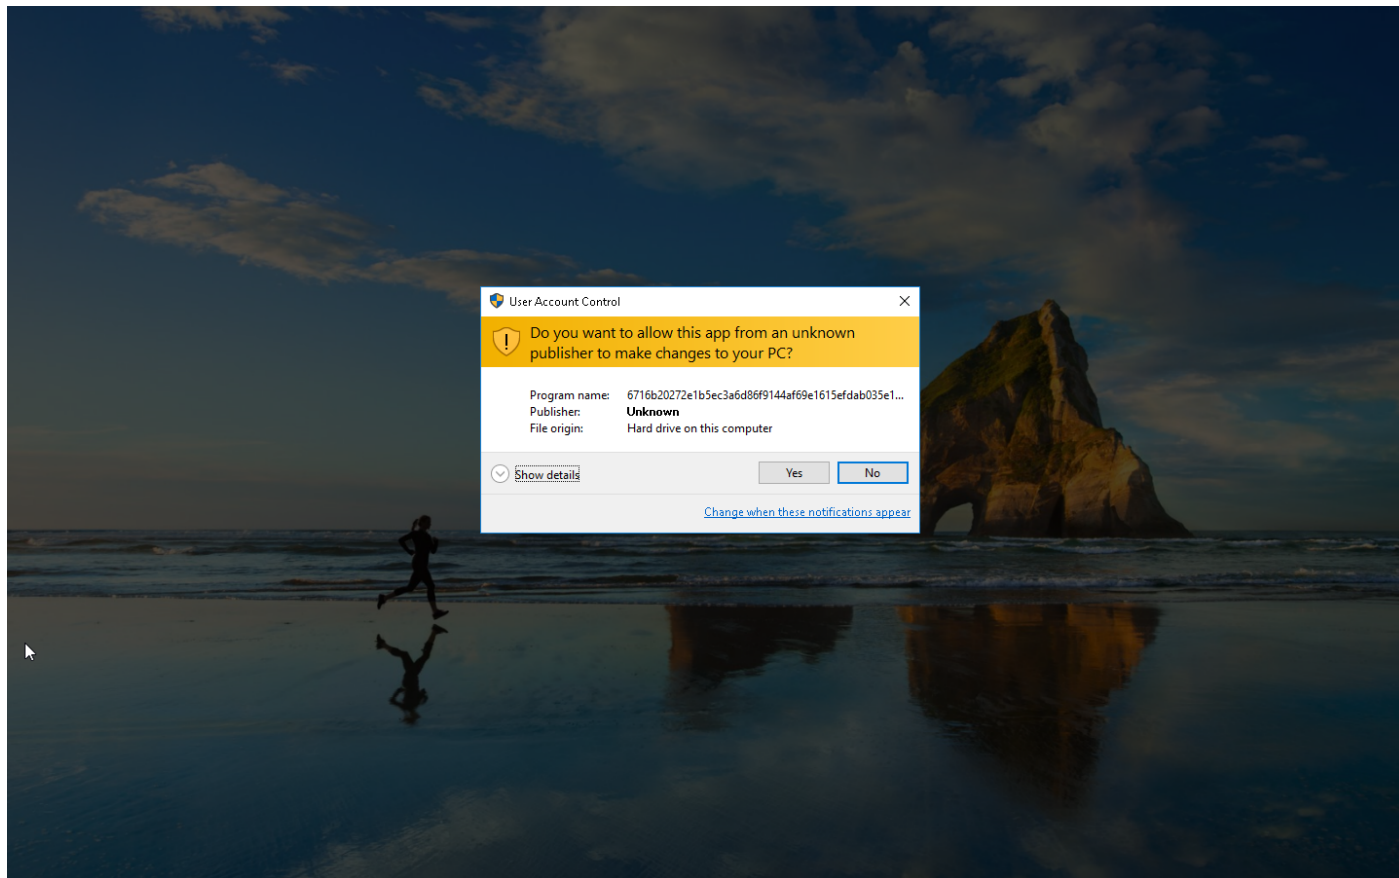 User Account Control
Do you want to allow this app from an unknown
publisher to make changes to your PC?
Program name: 6716b20272e1b5ec3a6d86f9144af69e1615efdab035e1...
Publisher: Unknown
File origin: Hard drive on this computer
Show details Yes No
Change when these notifications appear